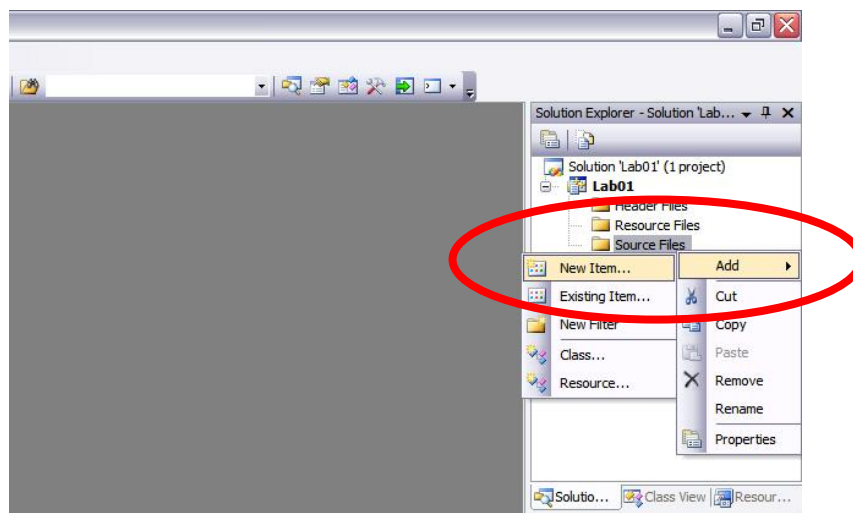 Solution Explorer - Solution 'Lab...
Solution 'Lab01' (1 project)
Lab01
Header Files
Resource Files
Source Files
New Item...
Existing Item...
New Filter
Class...
Resource...
Add
Cut
Copy
Paste
Remove
Rename
Properties
Solutio...
Class View
Resour...